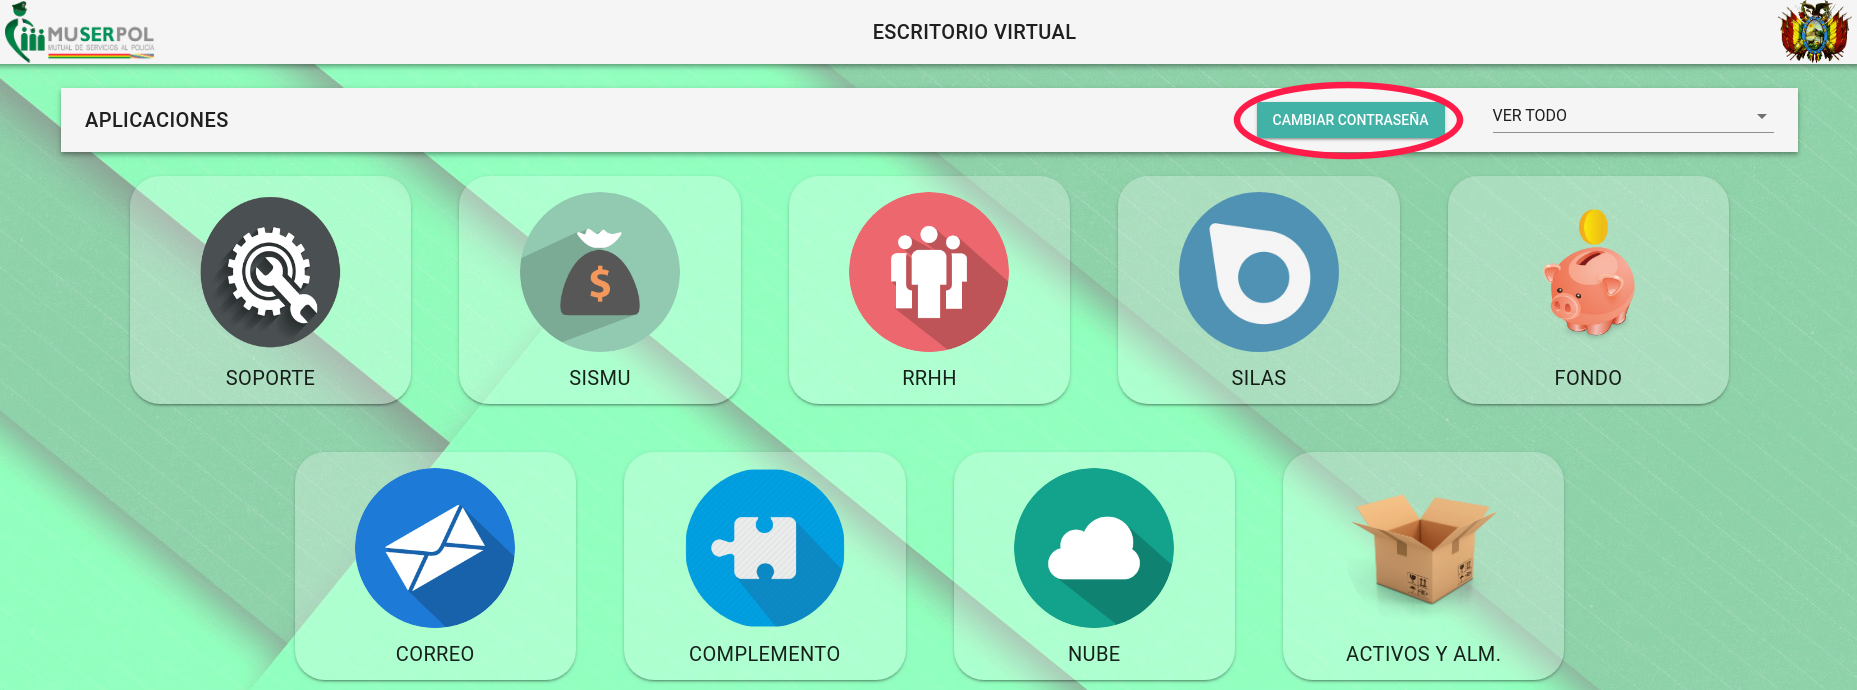 MUSERPOL
MUTUAL DE SERVICIOS AL POLICÍA
ESCRITORIO VIRTUAL
APLICACIONES
CAMBIAR CONTRASEÑA
VER TODO
$
SOPORTE
SISMU
RRHH
SILAS
FONDO
CORREO
COMPLEMENTO
NUBE
ACTIVOS Y ALM.